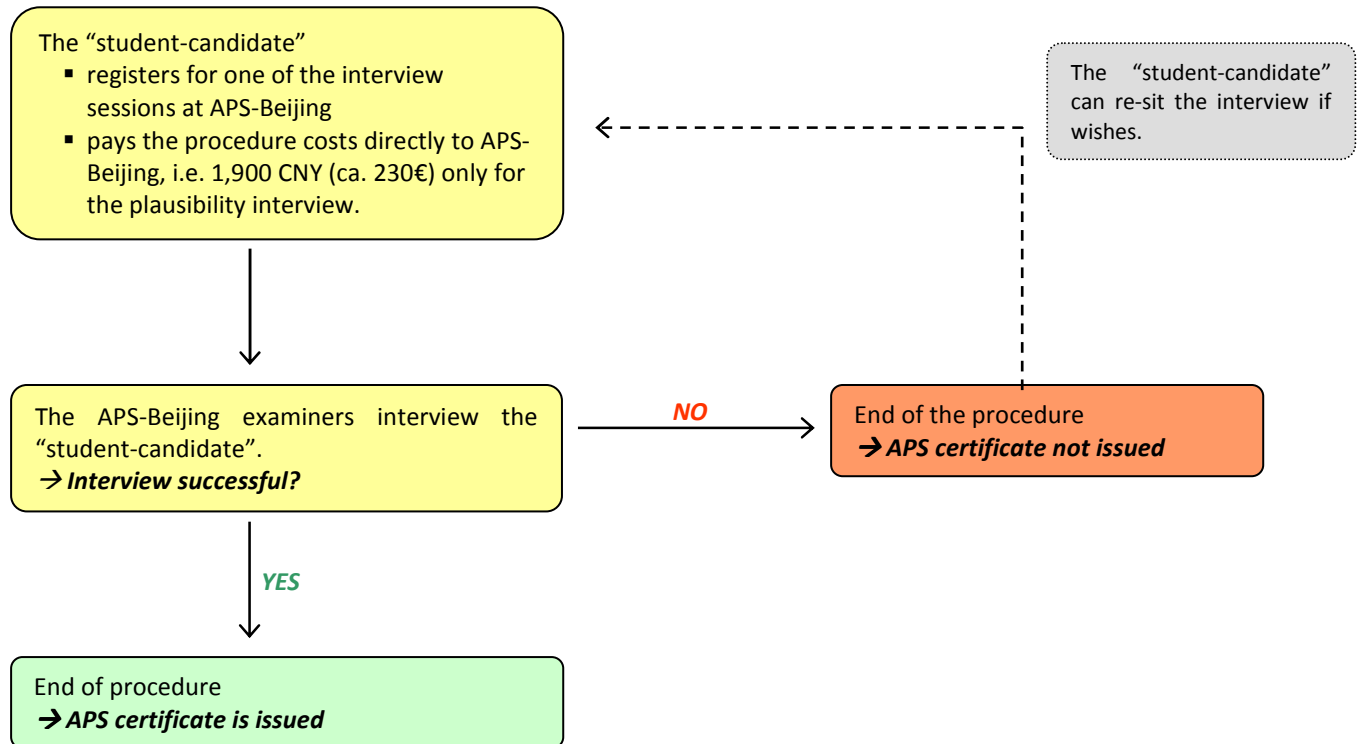 The “student-candidate”
▪ registers for one of the interview
sessions at APS-Beijing
▪ pays the procedure costs directly to APS-
Beijing, i.e. 1,900 CNY (ca. 230€) only for
the plausibility interview.
The “student-candidate”
can re-sit the interview if
wishes.
The APS-Beijing examiners interview the
“student-candidate”.
→ Interview successful?
NO
End of the procedure
→ APS certificate not issued
YES
End of procedure
→ APS certificate is issued